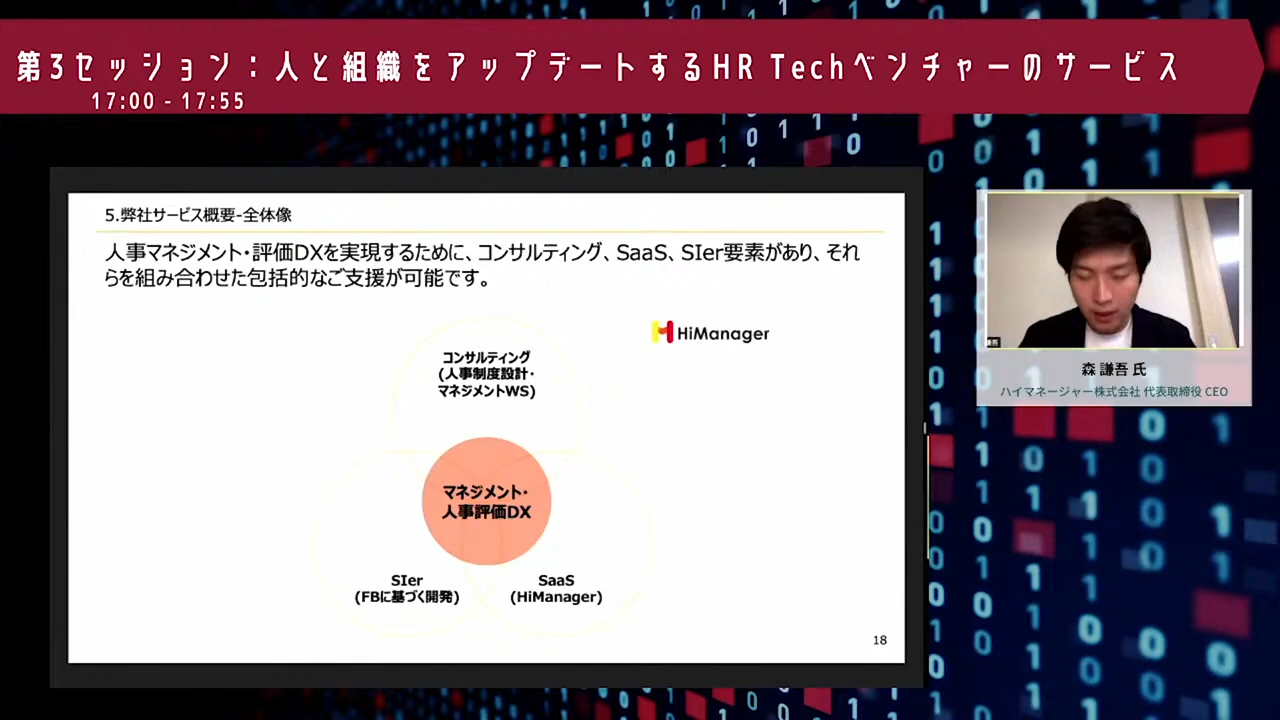 第3セッション：人と組織をアップデートするHR Techベンチャーのサービス
17:00 - 17:55
5.弊社サービス概要-全体像
人事マネジメント・評価DXを実現するために、コンサルティング、SaaS、SIer要素があり、それ
らを組み合わせた包括的なご支援が可能です。
HiManager
コンサルティング
(人事制度設計・
マネジメントWS)
マネジメント・
人事評価DX
SIer
(FBに基づく開発)
SaaS
(HiManager)
18
森 謙吾 氏
ハイマネージャー株式会社 代表取締役 CEO